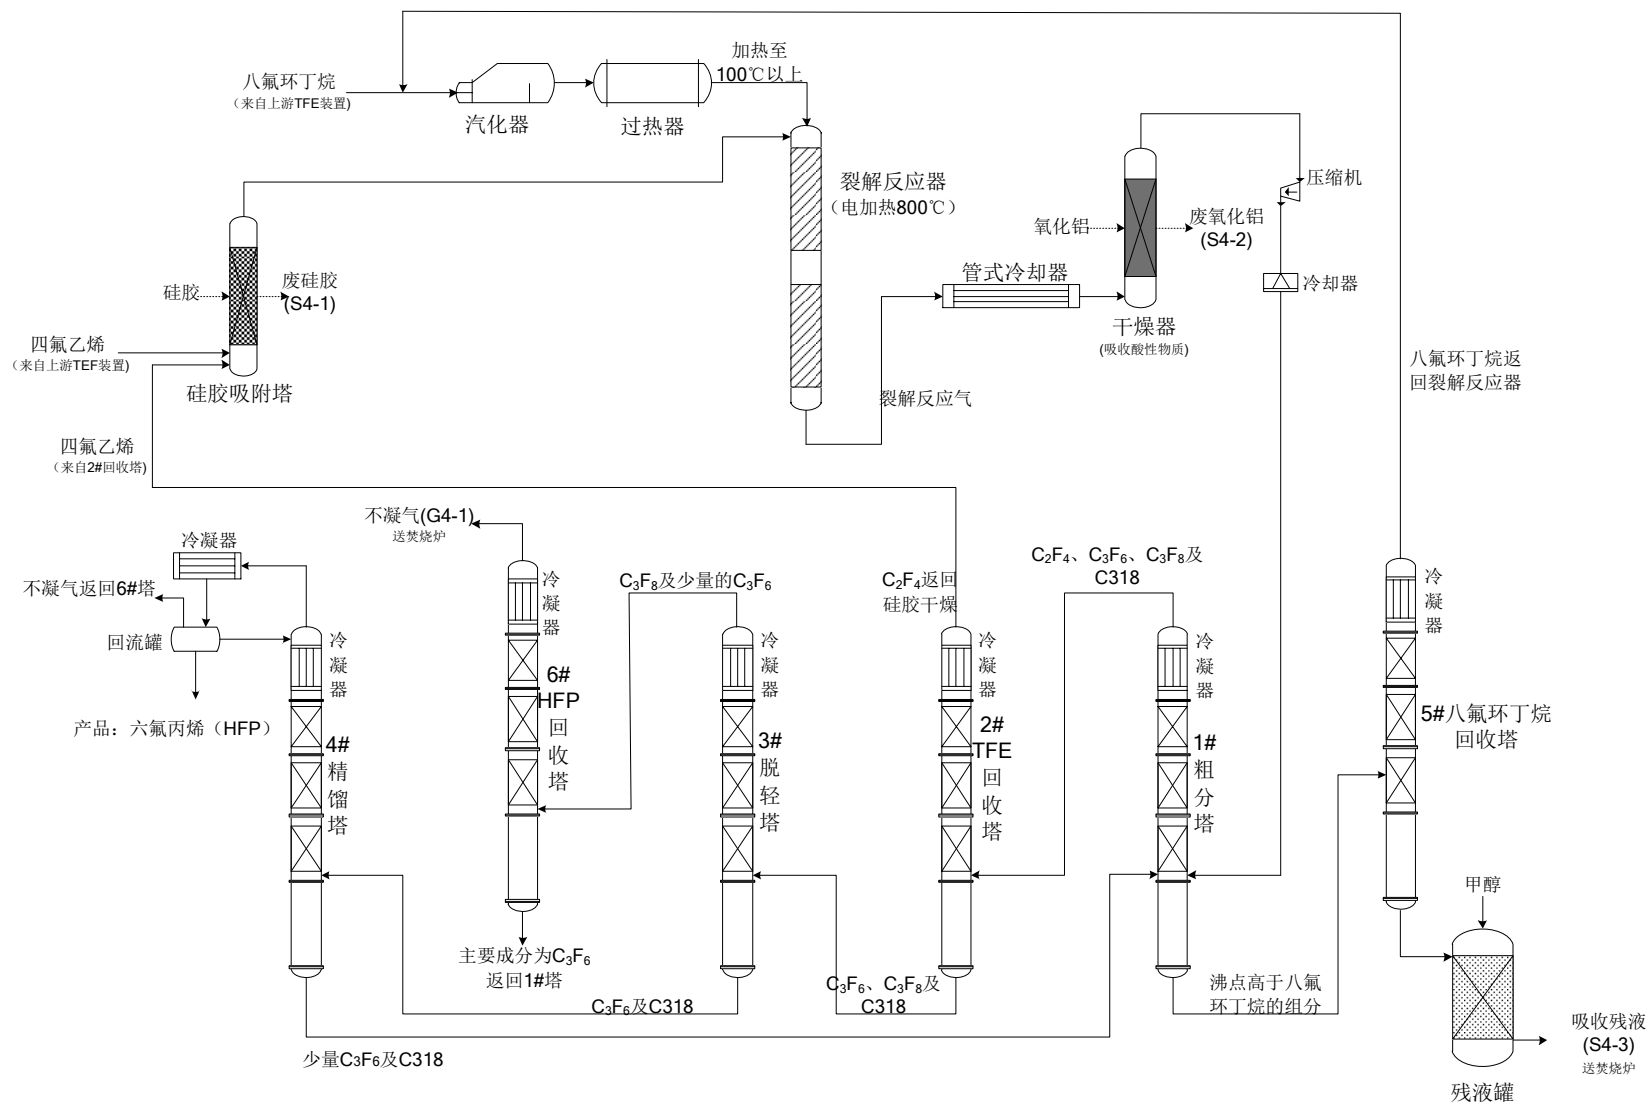 加热至
100℃以上
八氟环丁烷
（来自上游TFE装置)
汽化器
过热器
裂解反应器
（电加热800℃）
压缩机
氧化铝
废氧化铝
(S4-2)
管式冷却器
冷却器
干燥器
(吸收酸性物质)
硅胶
废硅胶
(S4-1)
四氟乙烯
（来自上游TEF装置)
硅胶吸附塔
裂解反应气
八氟环丁烷返
回裂解反应器
四氟乙烯
（来自2#回收塔)
不凝气(G4-1)
送焚烧炉
冷凝器
不凝气返回6#塔
回流罐
产品：六氟丙烯（HFP）
冷凝器
4#
精馏塔
冷凝器
6#
HFP
回收塔
主要成分为C3F6
返回1#塔
C3F8及少量的C3F6
冷凝器
3#
脱轻塔
C2F4返回
硅胶干燥
冷凝器
2#
TFE
回收塔
C2F4、C3F6、C3F8及
C318
冷凝器
1#
粗分塔
冷凝器
5#八氟环丁烷
回收塔
甲醇
C3F6及C318
C3F6、C3F8及
C318
沸点高于八氟
环丁烷的组分
少量C3F6及C318
吸收残液
(S4-3)
送焚烧炉
残液罐